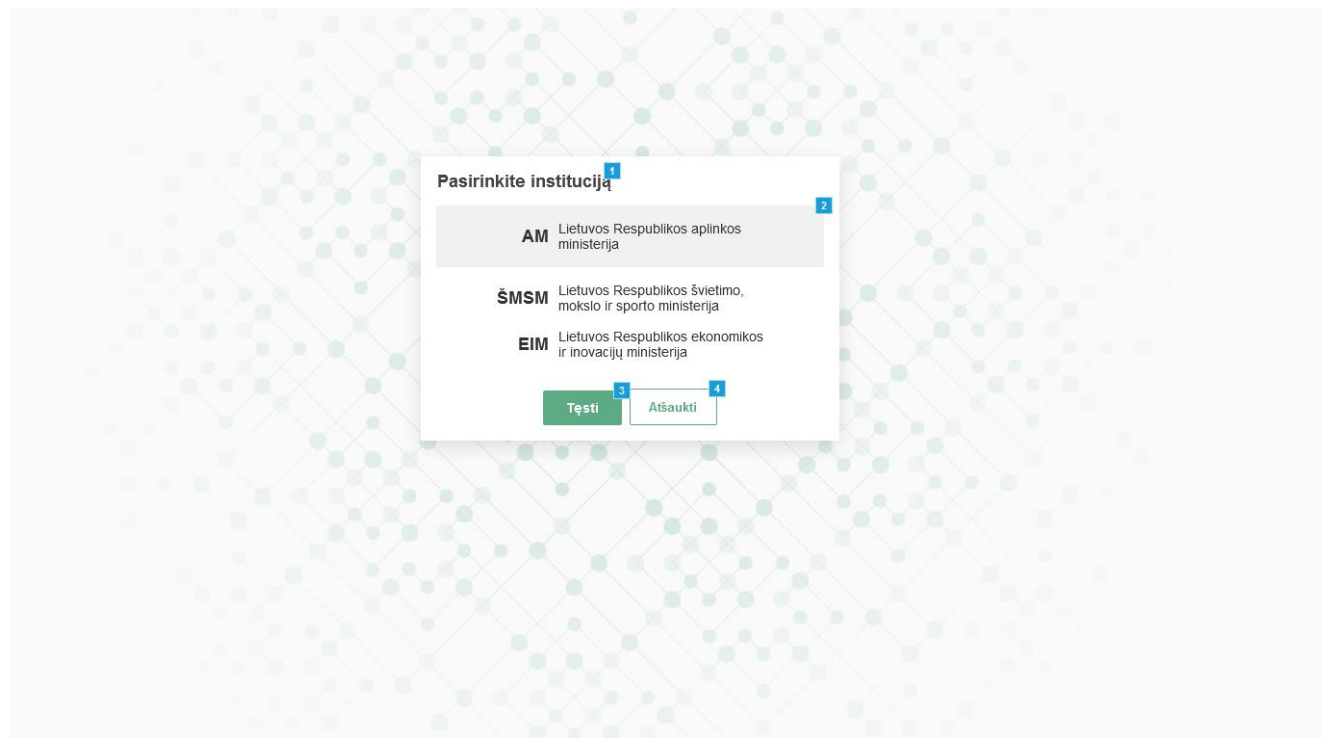 Pasirinkite instituciją 1
2
AM Lietuvos Respublikos aplinkos
ministerija
ŠMSM Lietuvos Respublikos švietimo,
mokslo ir sporto ministerija
EIM Lietuvos Respublikos ekonomikos
ir inovacijų ministerija
3 4
Tęsti Atšaukti